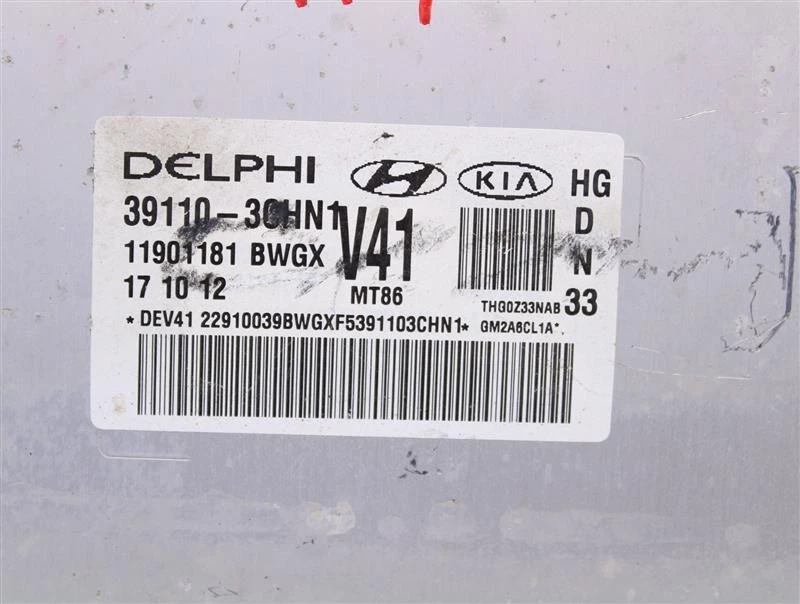 DELPHI KIA HG
39110-3CHN1 V41 D
11901181 BWGX N
17 10 12 MT86 THG0Z33NAB 33
*DEV41 22910039BWGXF5391103CHN1* GM2A6CL1A*.